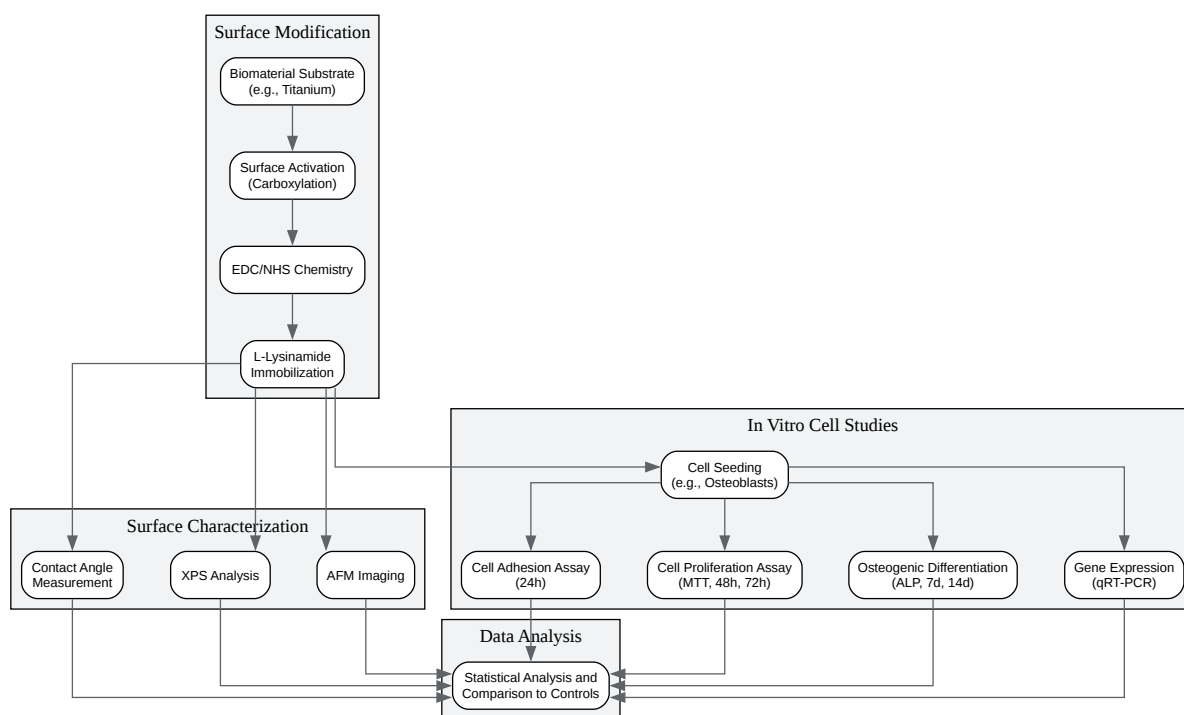 Surface Modification
Biomaterial Substrate
(e.g., Titanium)
Surface Activation
(Carboxylation)
EDC/NHS Chemistry
L-Lysinamide
Immobilization
Surface Characterization
Contact Angle
Measurement
XPS Analysis
AFM Imaging
In Vitro Cell Studies
Cell Seeding
(e.g., Osteoblasts)
Cell Adhesion Assay
(24h)
Cell Proliferation Assay
(MTT, 48h, 72h)
Osteogenic Differentiation
(ALP, 7d, 14d)
Gene Expression
(qRT-PCR)
Data Analysis
Statistical Analysis and
Comparison to Controls